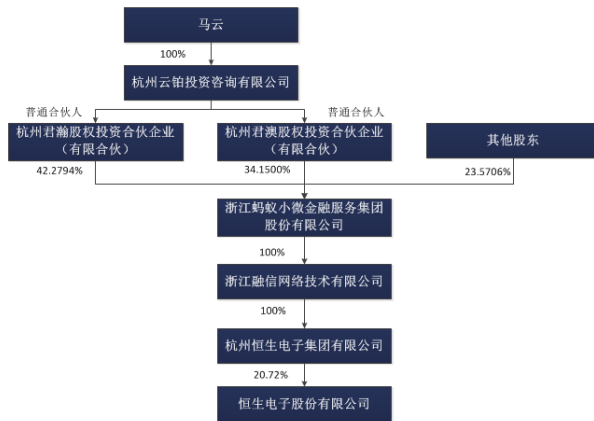 马云
100%
杭州云铂投资咨询有限公司
普通合伙人
普通合伙人
杭州君瀚股权投资合伙企业
（有限合伙）
杭州君澳股权投资合伙企业
（有限合伙）
其他股东
42.2794%
34.1500%
23.5706%
浙江蚂蚁小微金融服务集团
股份有限公司
100%
浙江融信网络技术有限公司
100%
杭州恒生电子集团有限公司
20.72%
恒生电子股份有限公司